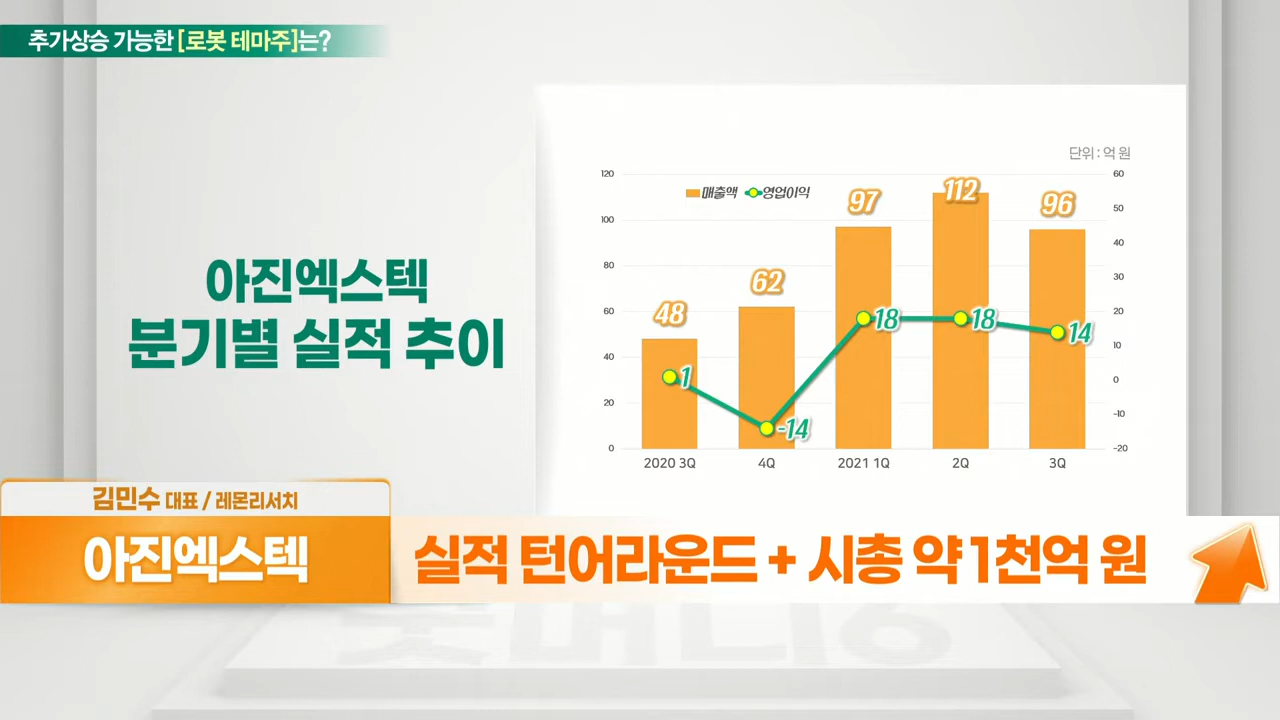 추가상승 가능한 [로봇 테마주]는?
아진엑스텍
분기별 실적 추이
단위 : 억 원
매출액 영업이익
120
100
80
60
40
20
0
60
50
40
30
20
10
0
-10
-20
48
62
97
112
96
1
-14
18
18
14
2020 3Q
4Q
2021 1Q
2Q
3Q
김민수 대표 / 레몬리서치
아진엑스텍
실적 턴어라운드 + 시총 약 1천억 원